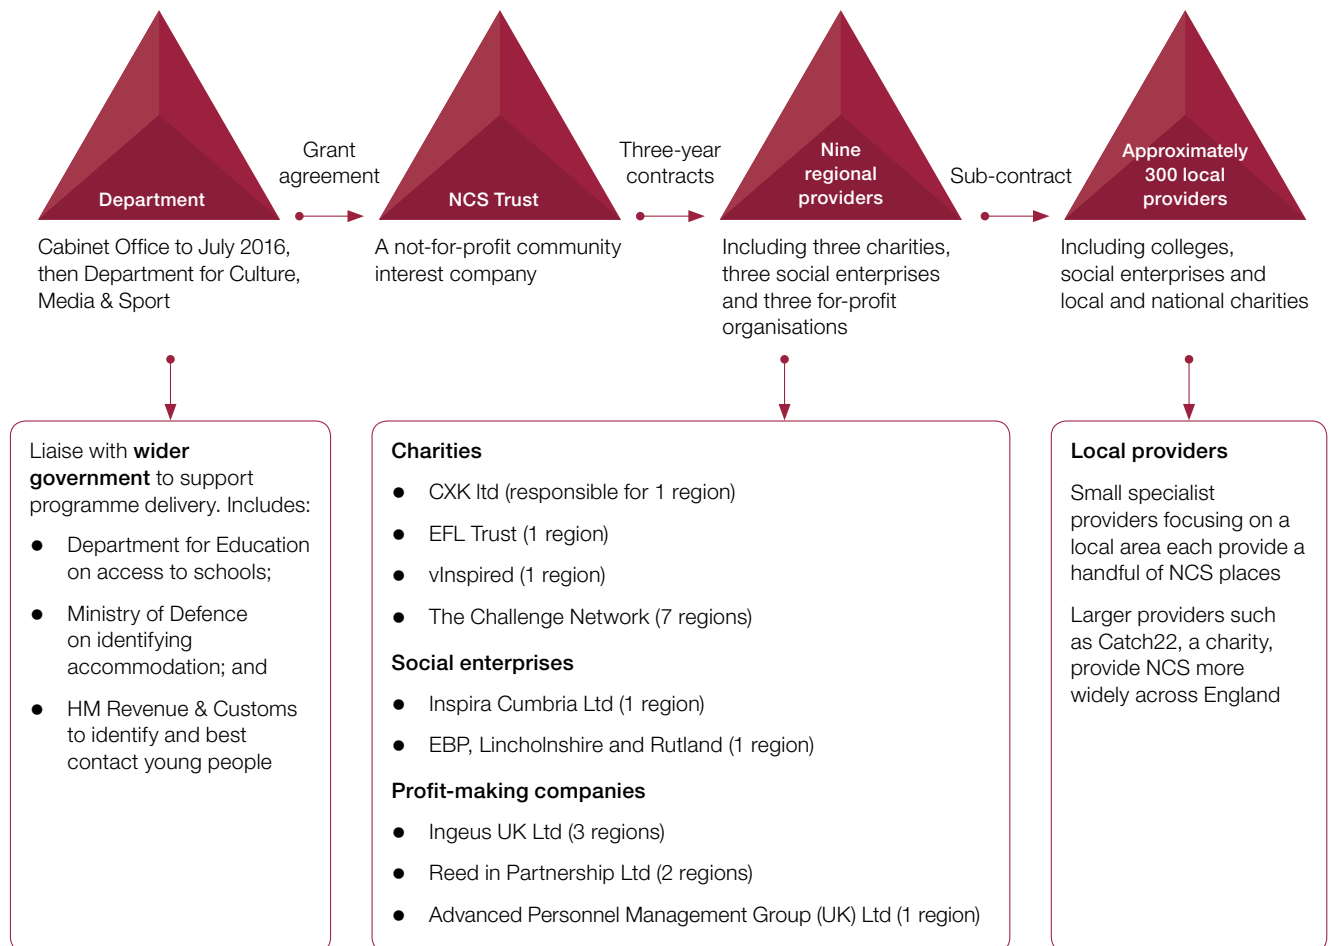 Department
Grant
agreement
NCS Trust
Three-year
contracts
Nine
regional
providers
Sub-contract
Approximately
300 local
providers
Cabinet Office to July 2016,
then Department for Culture,
Media & Sport
A not-for-profit community
interest company
Including three charities,
three social enterprises
and three for-profit
organisations
Including colleges,
social enterprises and
local and national charities
Liaise with wider
government to support
programme delivery. Includes:
● Department for Education
on access to schools;
● Ministry of Defence
on identifying
accommodation; and
● HM Revenue & Customs
to identify and best
contact young people
Charities
● CXK ltd (responsible for 1 region)
● EFL Trust (1 region)
● vInspired (1 region)
● The Challenge Network (7 regions)
Social enterprises
● Inspira Cumbria Ltd (1 region)
● EBP, Lincholnshire and Rutland (1 region)
Profit-making companies
● Ingeus UK Ltd (3 regions)
● Reed in Partnership Ltd (2 regions)
● Advanced Personnel Management Group (UK) Ltd (1 region)
Local providers
Small specialist
providers focusing on a
local area each provide a
handful of NCS places
Larger providers such
as Catch22, a charity,
provide NCS more
widely across England